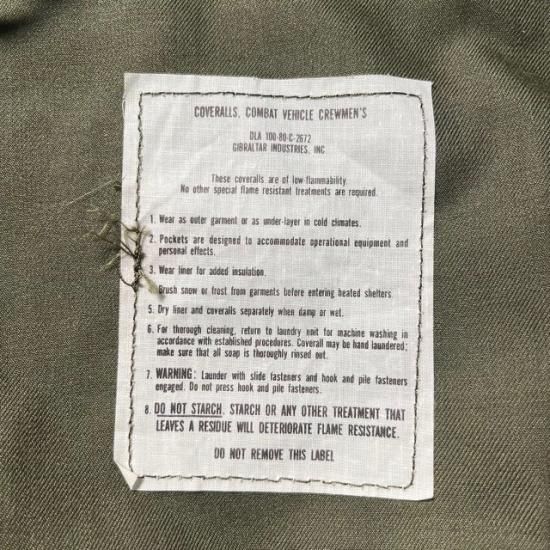 COVERALLS, COMBAT VEHICLE CREWMEN'S
DLA 100-80-C-2672
GIBRALTAR INDUSTRIES, INC
These coveralls are of low-flammability.
No other special flame resistant treatments are required.
1. Wear as outer garment or as under-layer in cold climates.
2. Pockets are designed to accommodate operational equipment and
personal effects.
3. Wear liner for added insulation.
Brush snow or frost from garments before entering heated shelters.
5. Dry liner and coveralls separately when damp or wet.
6. For thorough cleaning, return to laundry unit for machine washing in
accordance with established procedures. Coverall may be hand laundered;
make sure that all soap is thoroughly rinsed out.
7. WARNING: Launder with slide fasteners and hook and pile fasteners
engaged. Do not press hook and pile fasteners.
8. DO NOT STARCH. STARCH OR ANY OTHER TREATMENT THAT
LEAVES A RESIDUE WILL DETERIORATE FLAME RESISTANCE.
DO NOT REMOVE THIS LABEL